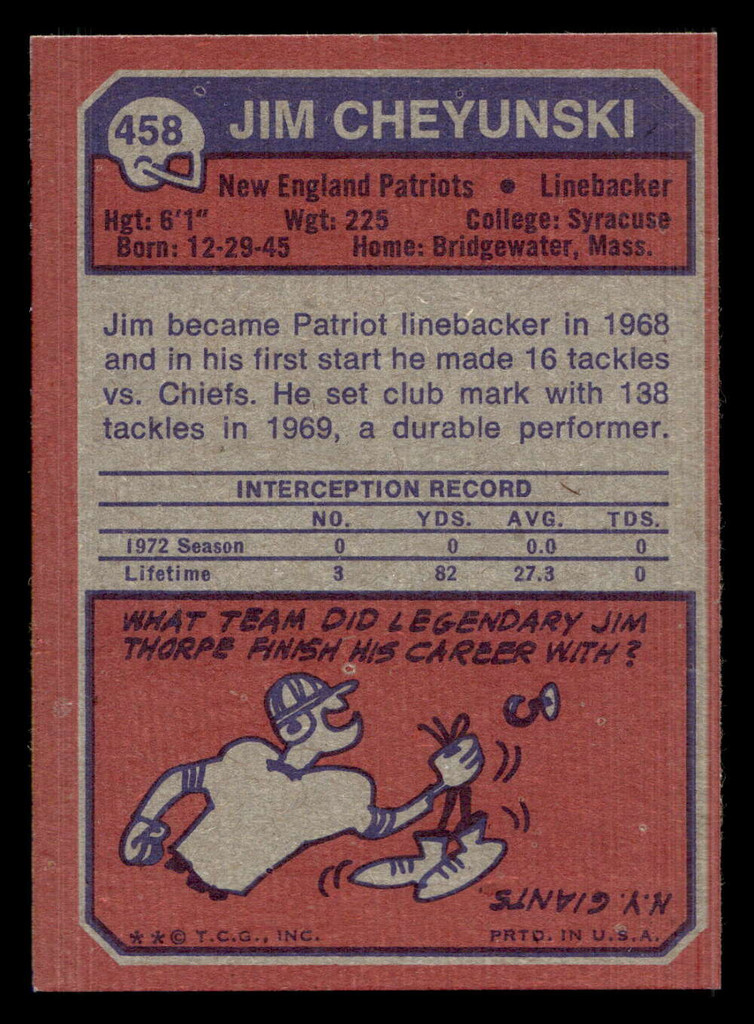 458
JIM CHEYUNSKI
New England Patriots • Linebacker
Hgt: 6'1" Wgt: 225 College: Syracuse
Born: 12-29-45 Home: Bridgewater, Mass.
Jim became Patriot linebacker in 1968
and in his first start he made 16 tackles
vs. Chiefs. He set club mark with 138
tackles in 1969, a durable performer.
INTERCEPTION RECORD
NO. YDS. AVG. TDS.
1972 Season 0 0 0.0 0
Lifetime 3 82 27.3 0
WHAT TEAM DID LEGENDARY JIM
THORPE FINISH HIS CAREER WITH?
N.Y. GIANTS.
**© T.C.G., INC. PRTD. IN U.S.A.